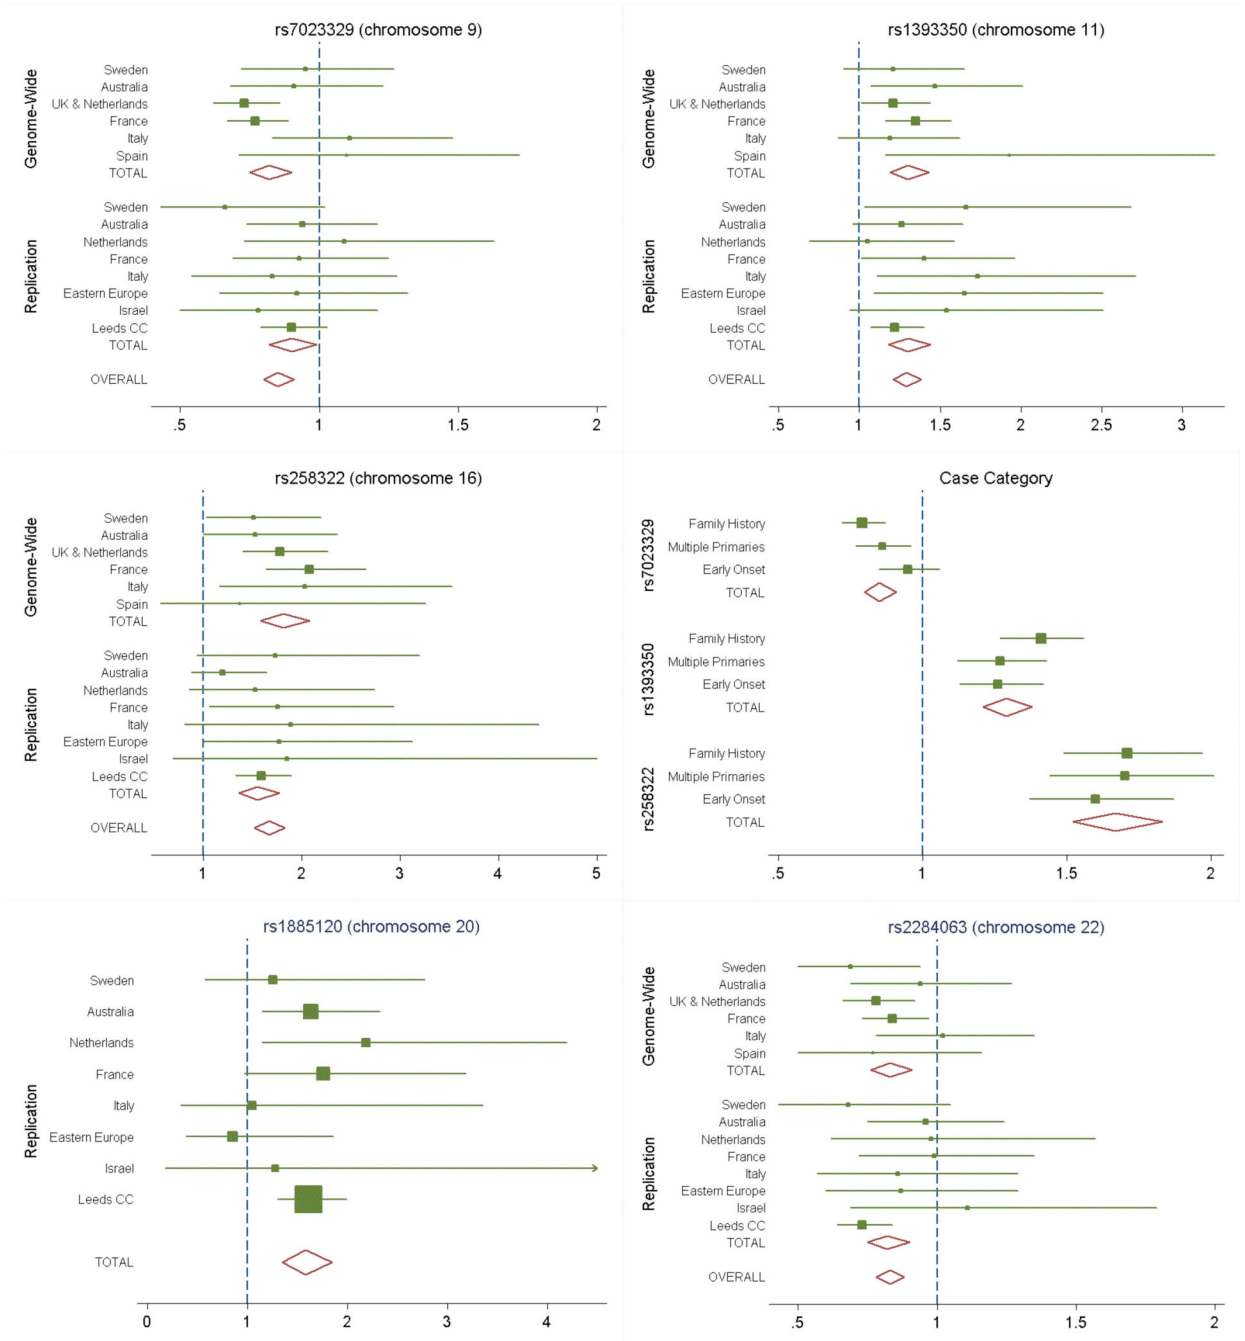 rs7023329 (chromosome 9)
Genome-Wide
Sweden
Australia
UK & Netherlands
France
Italy
Spain
TOTAL
Replication
Sweden
Australia
Netherlands
France
Italy
Eastern Europe
Israel
Leeds CC
TOTAL
OVERALL
.5 1 1.5 2
rs1393350 (chromosome 11)
Genome-Wide
Sweden
Australia
UK & Netherlands
France
Italy
Spain
TOTAL
Replication
Sweden
Australia
Netherlands
France
Italy
Eastern Europe
Israel
Leeds CC
TOTAL
OVERALL
.5 1 1.5 2 2.5 3
rs258322 (chromosome 16)
Genome-Wide
Sweden
Australia
UK & Netherlands
France
Italy
Spain
TOTAL
Replication
Sweden
Australia
Netherlands
France
Italy
Eastern Europe
Israel
Leeds CC
TOTAL
OVERALL
1 2 3 4 5
Case Category
rs7023329
Family History
Multiple Primaries
Early Onset
TOTAL
rs1393350
Family History
Multiple Primaries
Early Onset
TOTAL
rs258322
Family History
Multiple Primaries
Early Onset
TOTAL
.5 1 1.5 2
rs1885120 (chromosome 20)
Replication
Sweden
Australia
Netherlands
France
Italy
Eastern Europe
Israel
Leeds CC
TOTAL
0 1 2 3 4
rs2284063 (chromosome 22)
Genome-Wide
Sweden
Australia
UK & Netherlands
France
Italy
Spain
TOTAL
Replication
Sweden
Australia
Netherlands
France
Italy
Eastern Europe
Israel
Leeds CC
TOTAL
OVERALL
.5 1 1.5 2